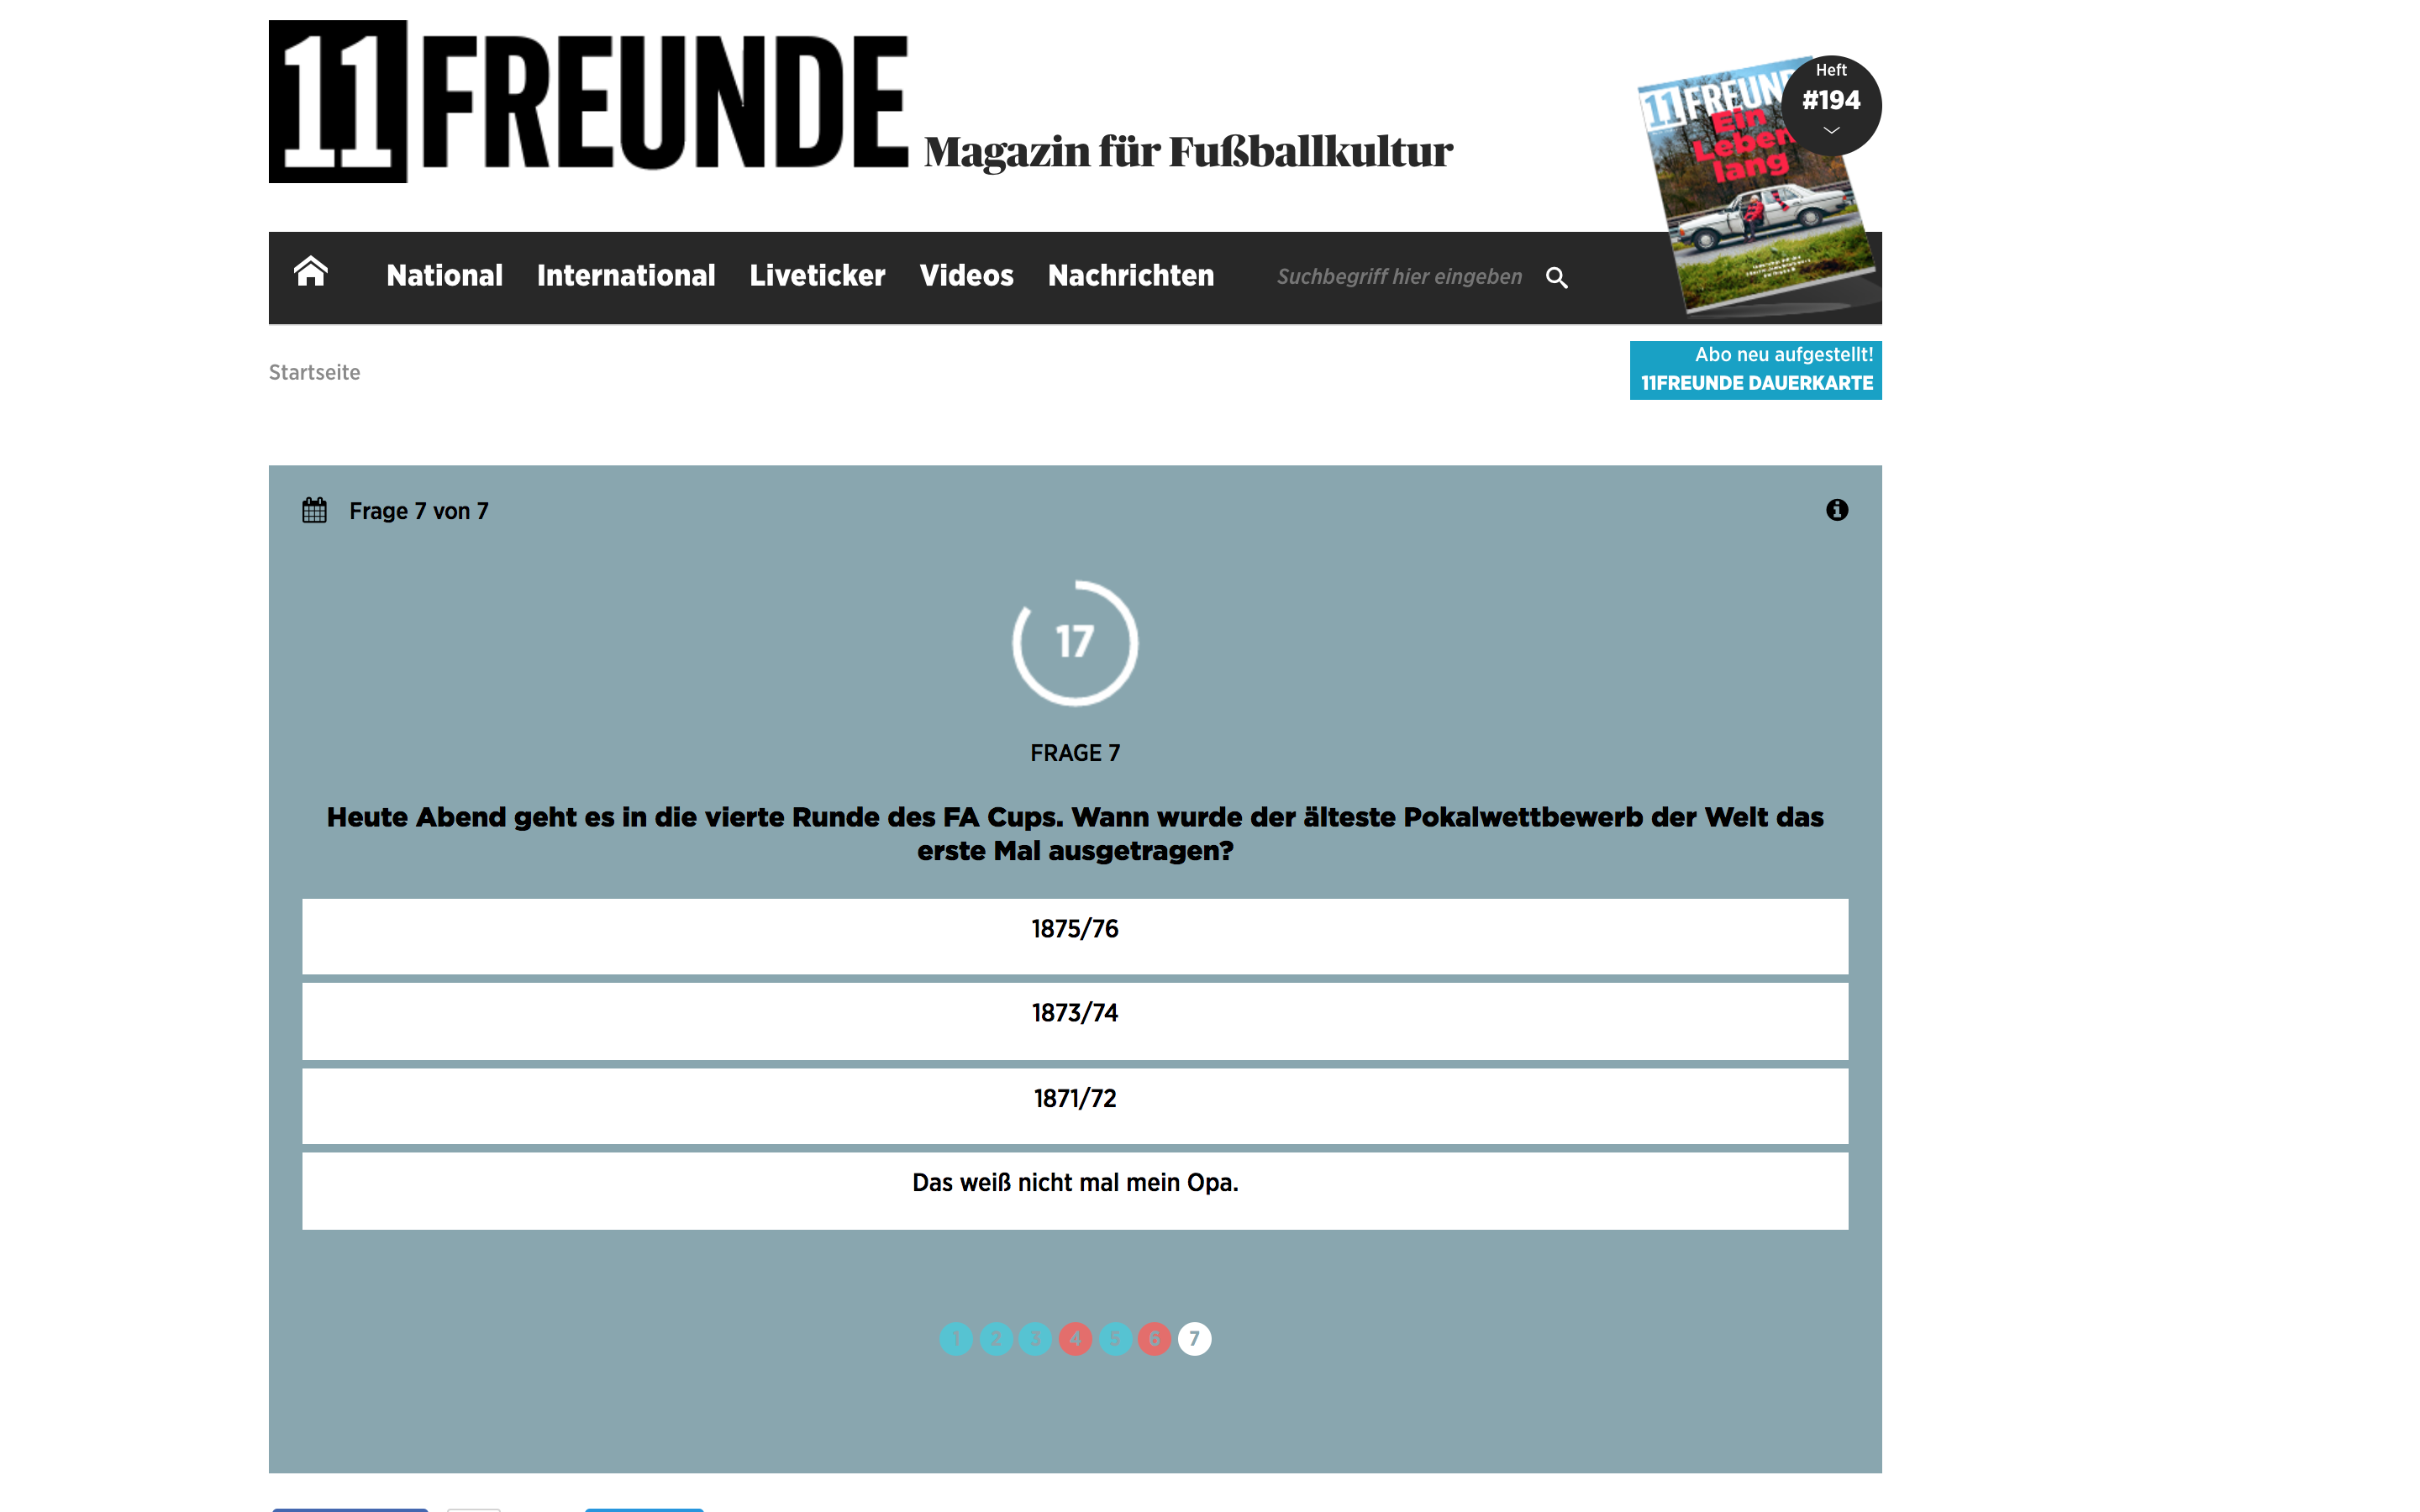 11FREUNDE
Magazin für Fußballkultur
11FREUN
Ein
Leben
lang
Heft
#194
National International Liveticker Videos Nachrichten
Suchbegriff hier eingeben
Startseite
Abo neu aufgestellt!
11FREUNDE DAUERKARTE
Frage 7 von 7
17
FRAGE 7
Heute Abend geht es in die vierte Runde des FA Cups. Wann wurde der älteste Pokalwettbewerb der Welt das
erste Mal ausgetragen?
1875/76
1873/74
1871/72
Das weiß nicht mal mein Opa.
1 2 3 4 5 6 7